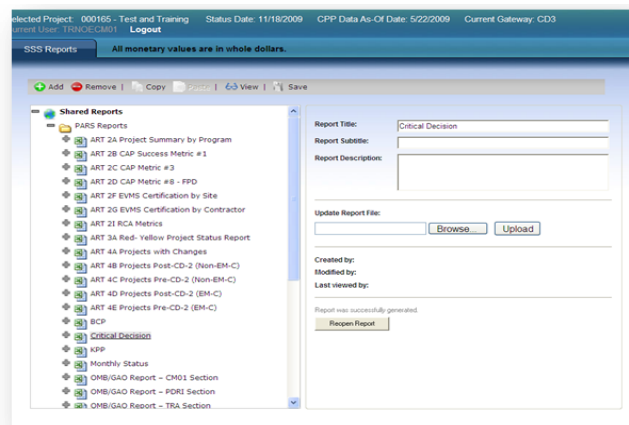 elected Project: 000165 - Test and Training Status Date: 11/18/2009 CPP Data As-Of Date: 5/22/2009 Current Gateway: CD3
urrent User: TRNOECM01 Logout
SSS Reports All monetary values are in whole dollars.
Add Remove | Copy Paste | View | Save
Shared Reports
PARS Reports
ART 2A Project Summary by Program
ART 2B CAP Success Metric #1
ART 2C CAP Metric #3
ART 2D CAP Metric #8 - FPD
ART 2F EVMS Certification by Site
ART 2G EVMS Certification by Contractor
ART 2I RCA Metrics
ART 3A Red- Yellow Project Status Report
ART 4A Projects with Changes
ART 4B Projects Post-CD-2 (Non-EM-C)
ART 4C Projects Pre-CD-2 (Non-EM-C)
ART 4D Projects Post-CD-2 (EM-C)
ART 4E Projects Pre-CD-2 (EM-C)
BCP
Critical Decision
KPP
Monthly Status
OMB/GAO Report – CM01 Section
OMB/GAO Report – PDRI Section
OMB/GAO Report – TRA Section
Report Title: Critical Decision
Report Subtitle:
Report Description:
Update Report File:
Browse... Upload
Created by:
Modified by:
Last viewed by:
Report was successfully generated.
Reopen Report